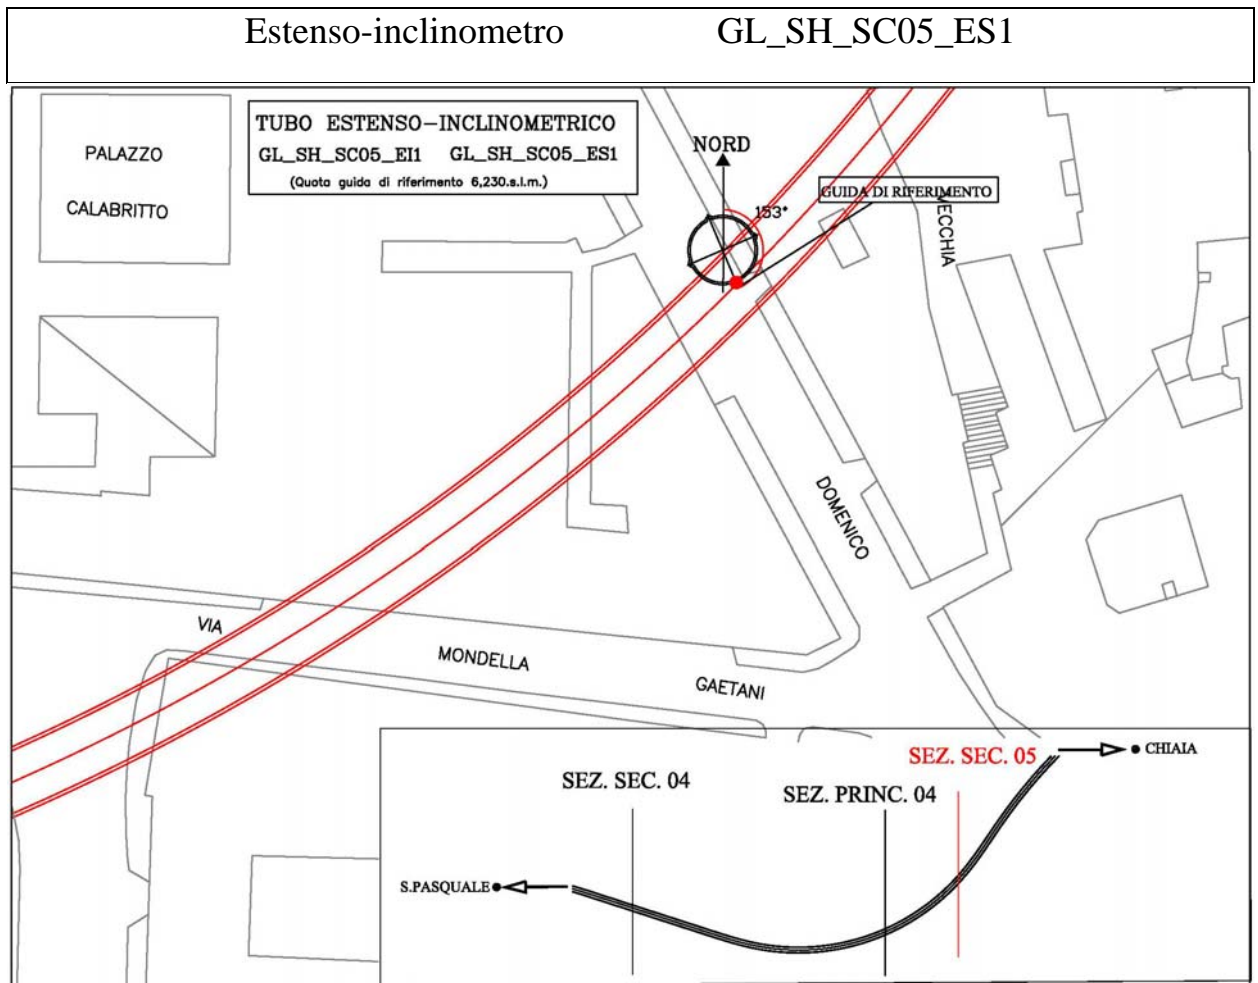 Estenso-inclinometro GL_SH_SC05_ES1
TUBO ESTENSO-INCLINOMETRICO
GL_SH_SC05_EI1 GL_SH_SC05_ES1
(Quota guida di riferimento 6,230.s.l.m.)
PALAZZO
CALABRITTO
NORD
GUIDA DI RIFERIMENTO
153°
VECCHIA
DOMENICO
VIA
MONDELLA
GAETANI
SEZ. SEC. 05
CHIAIA
SEZ. SEC. 04
SEZ. PRINC. 04
S.PASQUALE